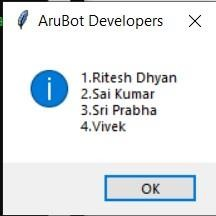 AruBot Developers
1.Ritesh Dhyan
2.Sai Kumar
3.Sri Prabha
4.Vivek
OK